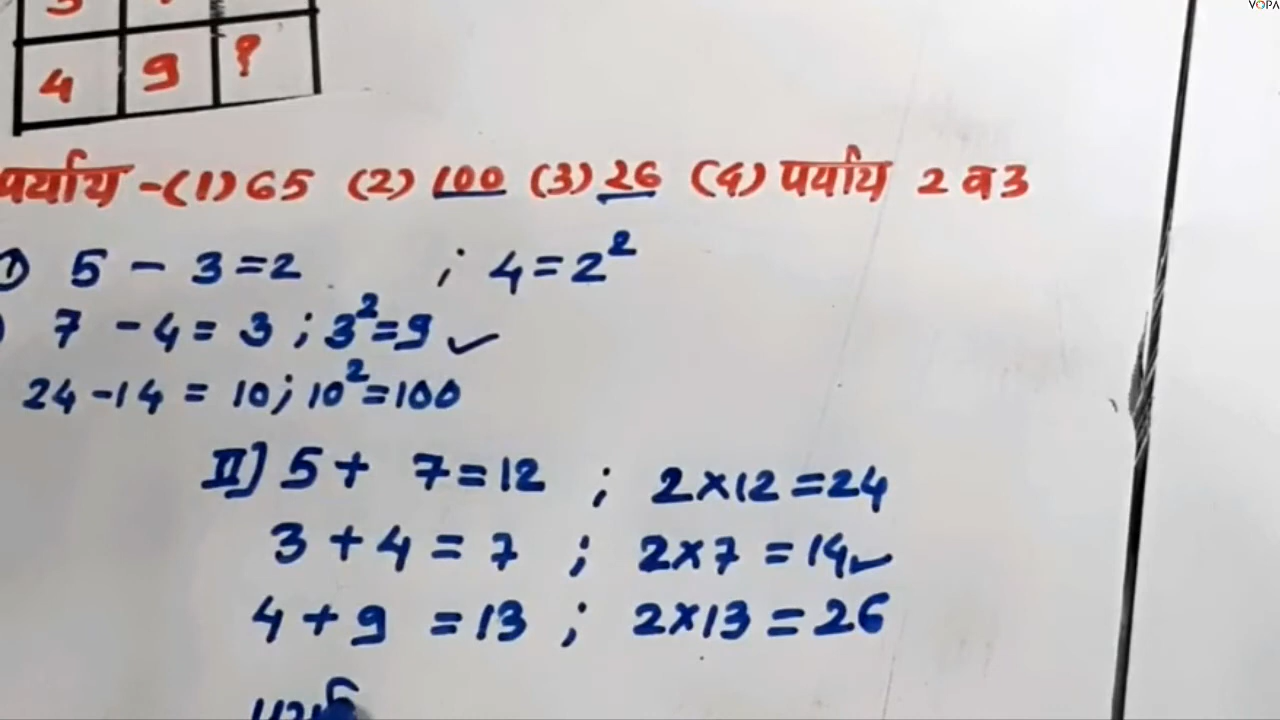 VOPA
4 9 ?
पर्याय -(1) 65 (2) 100 (3) 26 (4) पर्याय 2 व 3
① 5 - 3 = 2 ; 4 = 2²
7 - 4 = 3 ; 3² = 9 ✓
24 - 14 = 10 ; 10² = 100
II] 5 + 7 = 12 ; 2 × 12 = 24
3 + 4 = 7 ; 2 × 7 = 14 ✓
4 + 9 = 13 ; 2 × 13 = 26